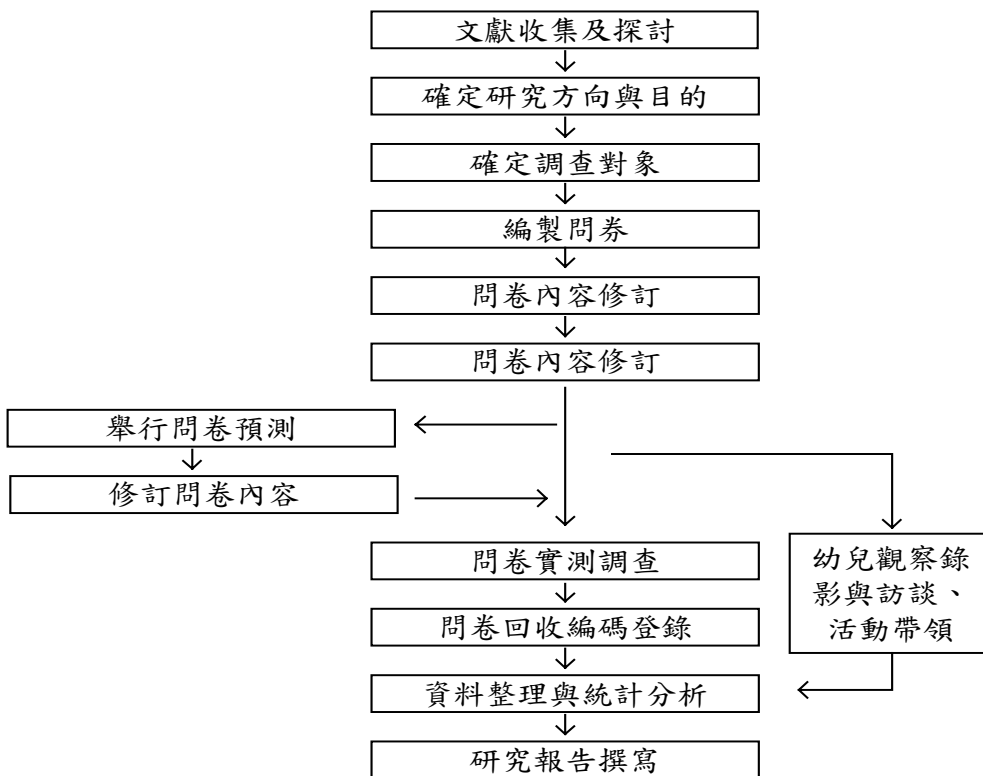 文獻收集及探討
確定研究方向與目的
確定調查對象
編製問券
問卷內容修訂
問卷內容修訂
舉行問卷預測
修訂問卷內容
問卷實測調查
問卷回收編碼登錄
幼兒觀察錄
影與訪談、
活動帶領
資料整理與統計分析
研究報告撰寫